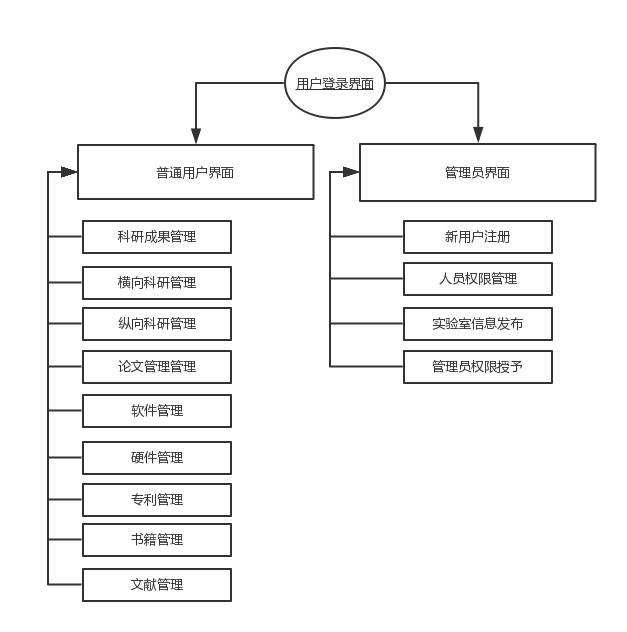 用户登录界面
普通用户界面
管理员界面
科研成果管理
横向科研管理
纵向科研管理
论文管理管理
软件管理
硬件管理
专利管理
书籍管理
文献管理
新用户注册
人员权限管理
实验室信息发布
管理员权限授予